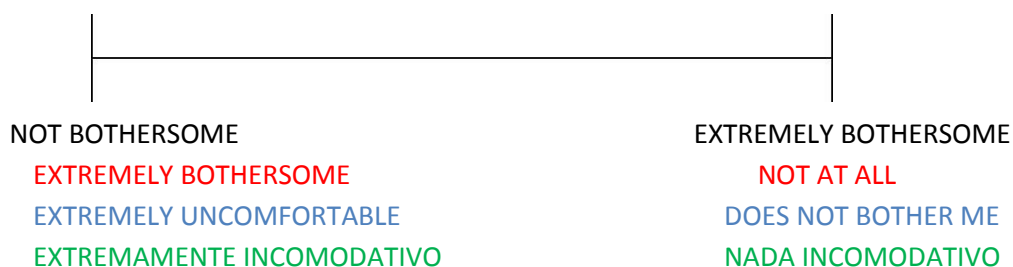 NOT BOTHERSOME EXTREMELY BOTHERSOME
EXTREMELY BOTHERSOME NOT AT ALL
EXTREMELY UNCOMFORTABLE DOES NOT BOTHER ME
EXTREMAMENTE INCOMODATIVO NADA INCOMODATIVO